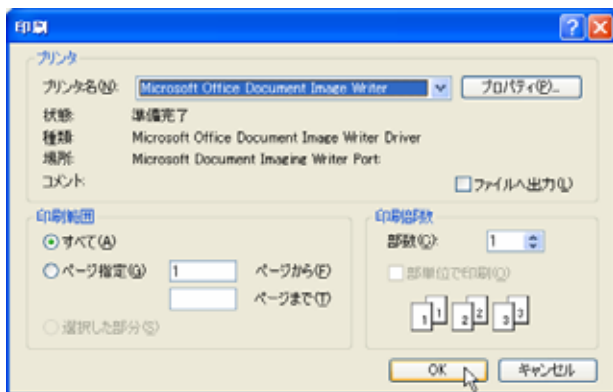 印刷
プリンタ
プリンタ名(N): Microsoft Office Document Image Writer プロパティ(P)...
状態: 準備完了
種類: Microsoft Office Document Image Writer Driver
場所: Microsoft Document Imaging Writer Port:
コメント: ファイルへ出力(L)
印刷範囲
すべて(A)
ページ指定(G) 1 ページから(F)
ページまで(T)
選択した部分(S)
印刷部数
部数(C): 1
部単位で印刷(O)
1 1 2 2 3 3
OK キャンセル